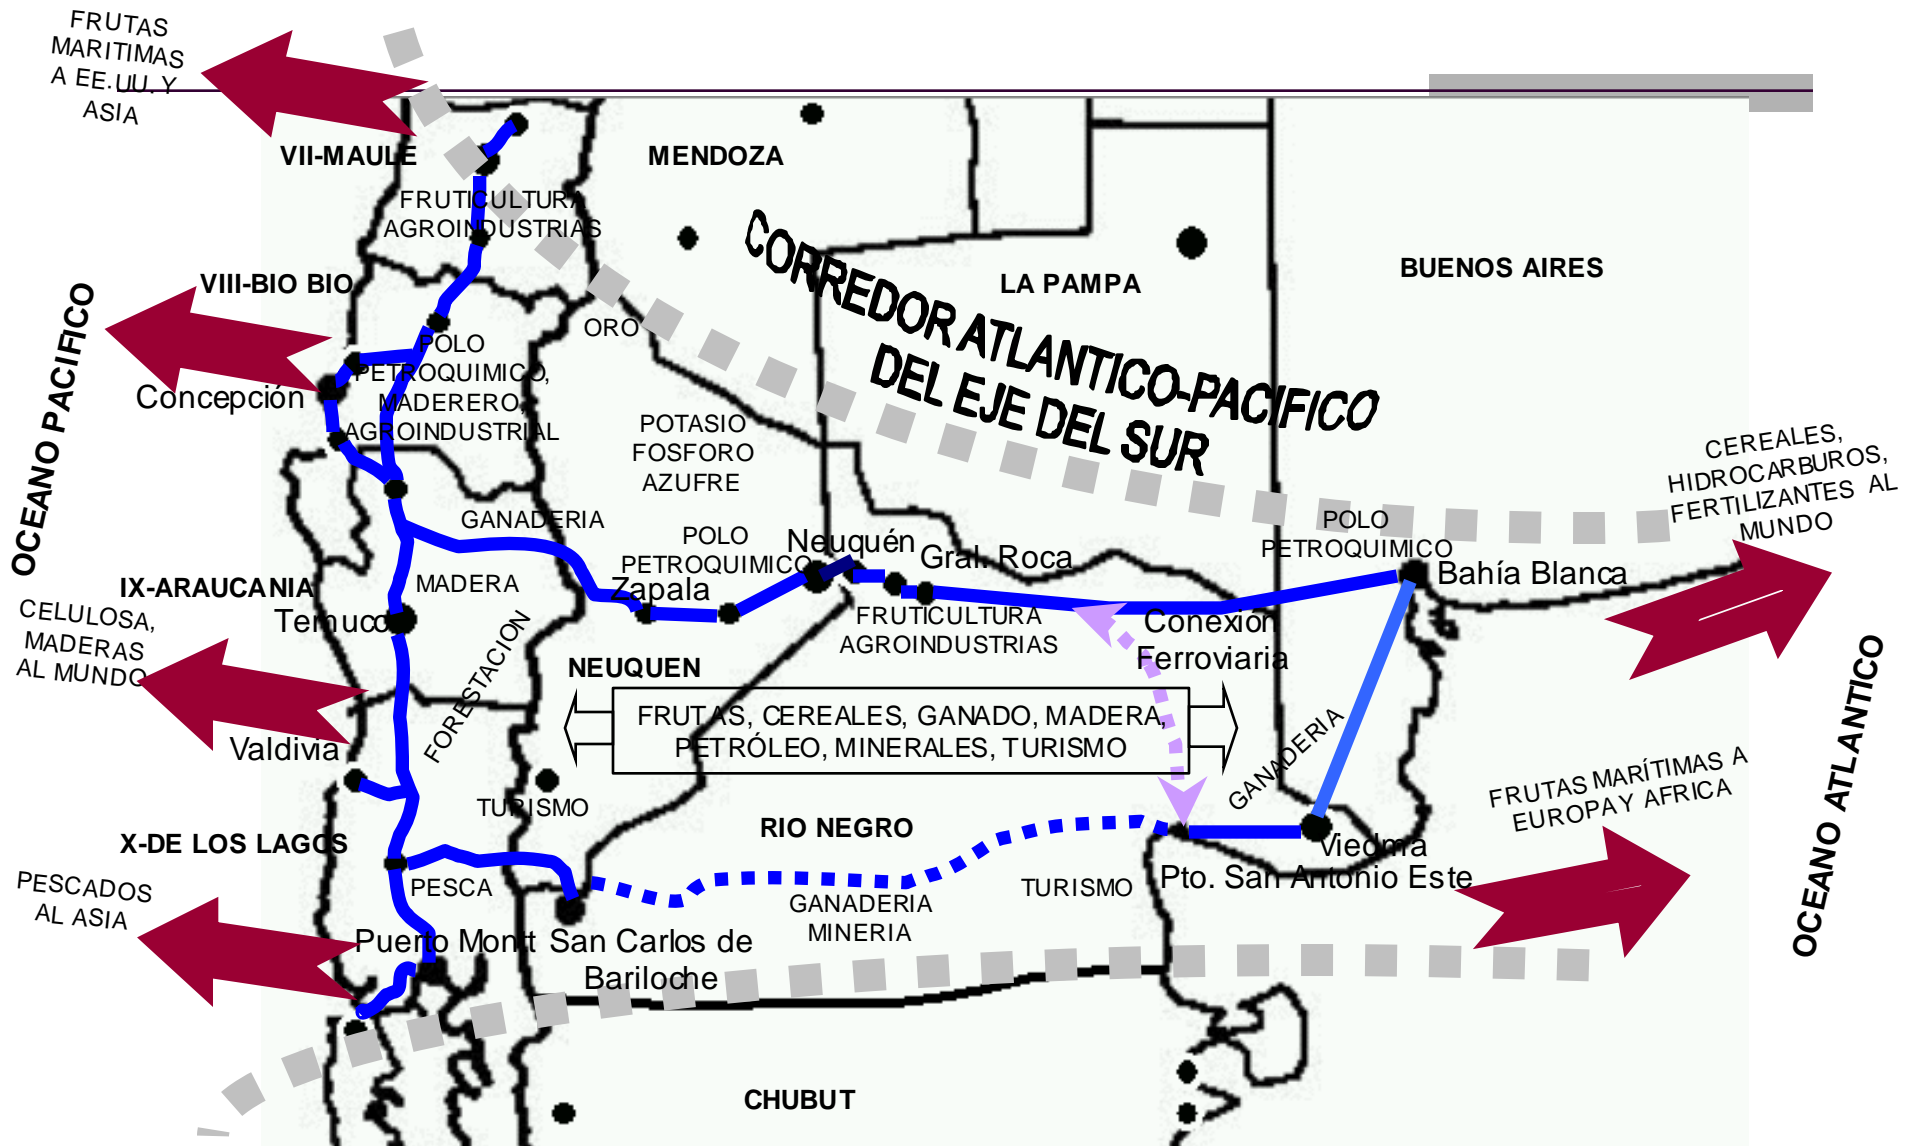 FRUTAS
MARITIMAS
A EE.UU. Y
ASIA
VII-MAULE
MENDOZA
FRUTICULTURA
AGROINDUSTRIAS
CORREDOR ATLANTICO-PACIFICO
DEL EJE DEL SUR
LA PAMPA
BUENOS AIRES
VIII-BIO BIO
ORO
OCEANO PACIFICO
POLO
PETROQUIMICO,
MADERERO,
AGROINDUSTRIAL
Concepción
POTASIO
FOSFORO
AZUFRE
CEREALES,
HIDROCARBUROS,
FERTILIZANTES AL
MUNDO
GANADERIA
POLO
PETROQUIMICO
Neuquén
Gral. Roca
POLO
PETROQUIMICO
Bahía Blanca
IX-ARAUCANIA
MADERA
Zapala
Temuco
FRUTICULTURA
AGROINDUSTRIAS
Conexión
Ferroviaria
CELULOSA,
MADERAS
AL MUNDO
FORESTACION
NEUQUEN
FRUTAS, CEREALES, GANADO, MADERA,
PETRÓLEO, MINERALES, TURISMO
GANADERIA
OCEANO ATLANTICO
Valdivia
TURISMO
RIO NEGRO
FRUTAS MARÍTIMAS A
EUROPA Y AFRICA
X-DE LOS LAGOS
Viedma
PESCA
TURISMO
Pto. San Antonio Este
PESCADOS
AL ASIA
GANADERIA
MINERIA
Puerto Montt
San Carlos de
Bariloche
CHUBUT